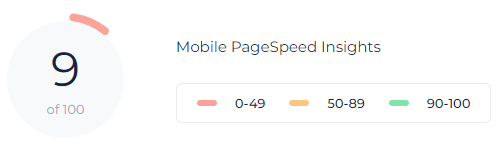 9
of 100
Mobile PageSpeed Insights
0-49 50-89 90-100